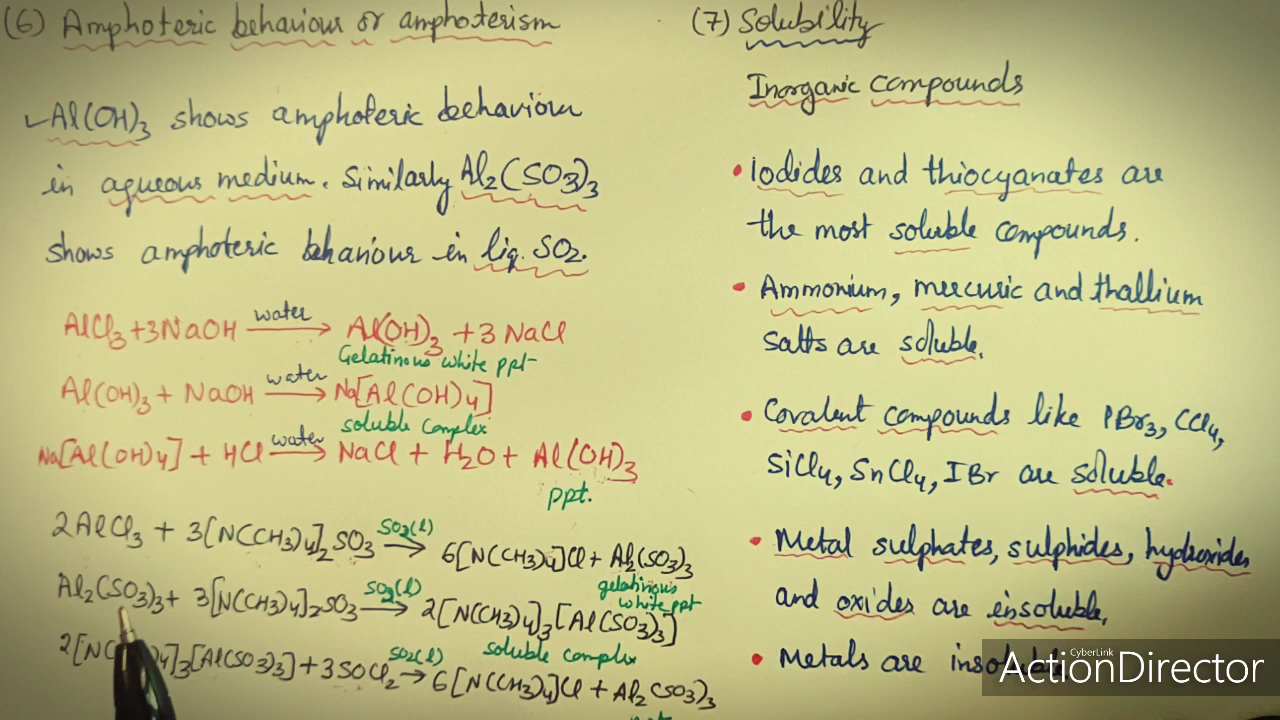 (6) Amphoteric behaviour or amphoterism
✓Al(OH)3 shows amphoteric behaviour
in aqueous medium. Similarly Al2(SO3)3
shows amphoteric behaviour in liq. SO2.
AlCl3 + 3NaOH water → Al(OH)3 + 3NaCl
Gelatinous white ppt
Al(OH)3 + NaOH water → Na[Al(OH)4]
soluble complex
Na[Al(OH)4] + HCl water → NaCl + H2O + Al(OH)3
ppt.
2AlCl3 + 3[N(CH3)4]2SO3 SO2(l) → 6[N(CH3)4]Cl + Al2(SO3)3
gelatinous
white ppt
Al2(SO3)3 + 3[N(CH3)4]2SO3 SO2(l) → 2[N(CH3)4]3[Al(SO3)3]
soluble complex
4]3[Al(SO3)3] + 3SOCl2 SO2(l) → 6[N(CH3)4]Cl + Al2(SO3)3
(7) Solubility
Inorganic compounds
• Iodides and thiocyanates are
the most soluble compounds.
• Ammonium, mercuric and thallium
salts are soluble.
• Covalent compounds like PBr3, CCl4,
SiCl4, SnCl4, IBr are soluble.
• Metal sulphates, sulphides, hydroxides
and oxides are insoluble.
• Metals are
CyberLink
ActionDirector